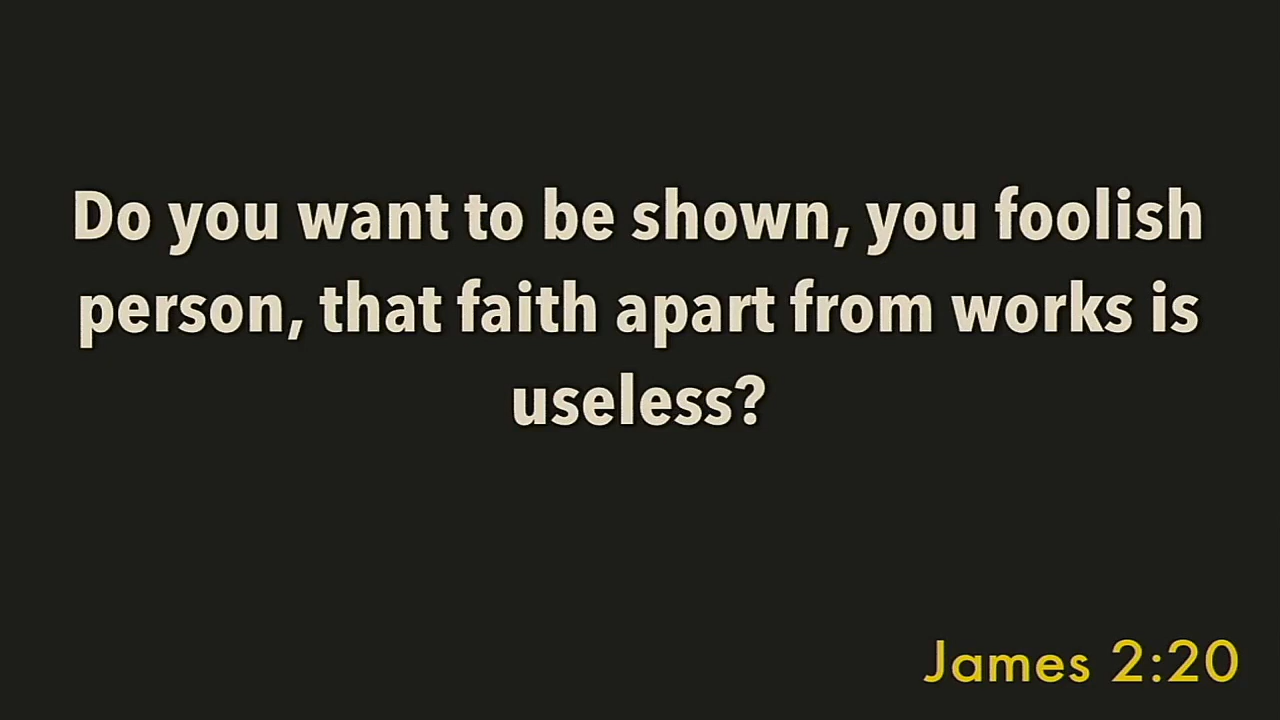 Do you want to be shown, you foolish
person, that faith apart from works is
useless?
James 2:20